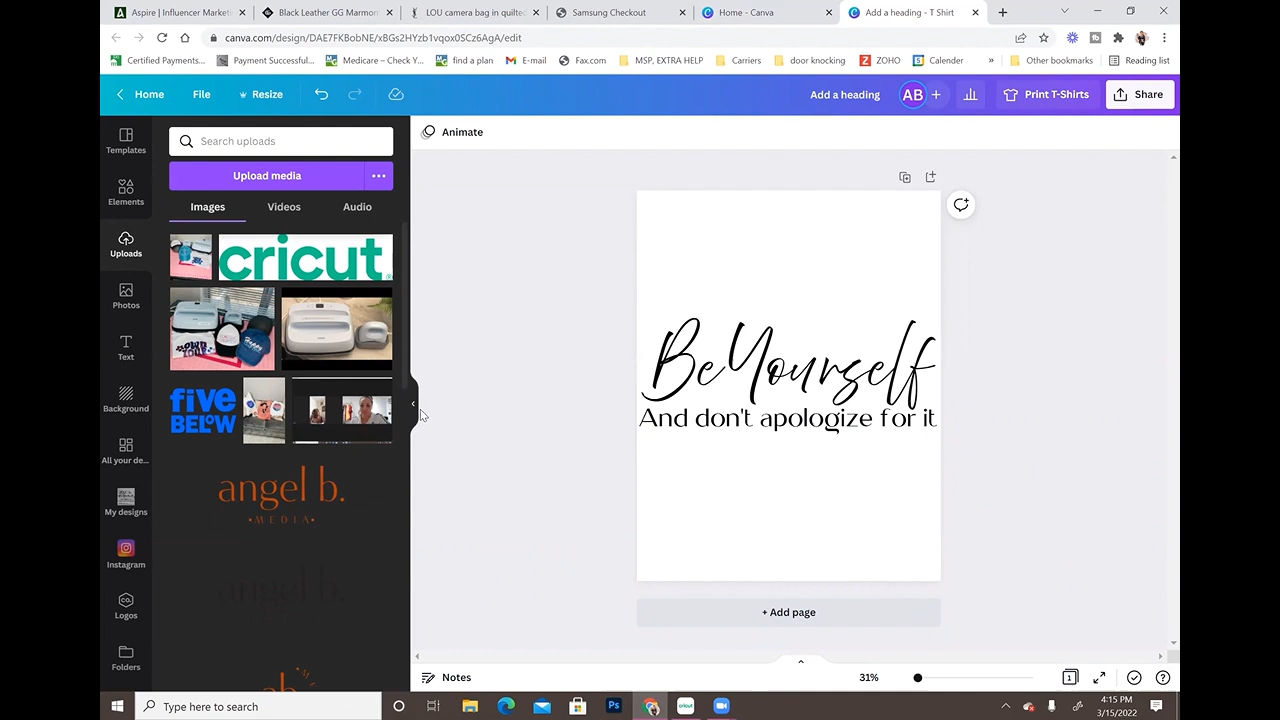 Aspire | Influencer Marketi
Black Leather GG Marmon
LOU camera bag in quilted
Samsung Checkout
Home - Canva
Add a heading - T Shirt
canva.com/design/DAE7FKBobNE/xBGs2HYzb1vqox0SCz6AgA/edit
Certified Payments...
Payment Successful...
Medicare – Check Y...
find a plan
E-mail
Fax.com
MSP, EXTRA HELP
Carriers
door knocking
ZOHO
Calender
»
Other bookmarks
Reading list
Home
File
Resize
Add a heading
AB
Print T-Shirts
Share
Templates
Elements
Uploads
Photos
Text
Background
All your de...
My designs
Instagram
Logos
Folders
Search uploads
Upload media
Images
Videos
Audio
cricut
five
BELOW
angel b.
•MEDIA•
angel b.
Animate
Be Yourself
And don't apologize for it
+ Add page
Notes
31%
1
Type here to search
Ps
cricut
4:15 PM
3/15/2022